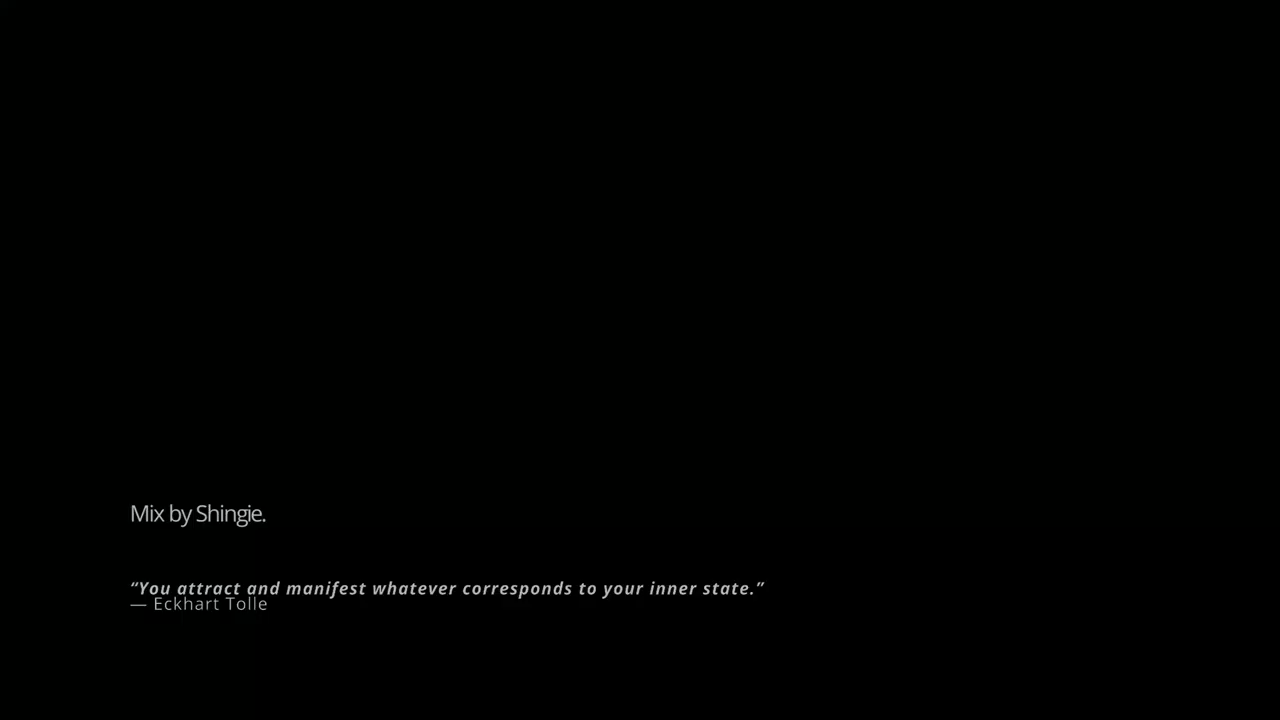 Mix by Shingie.
“You attract and manifest whatever corresponds to your inner state.”
— Eckhart Tolle